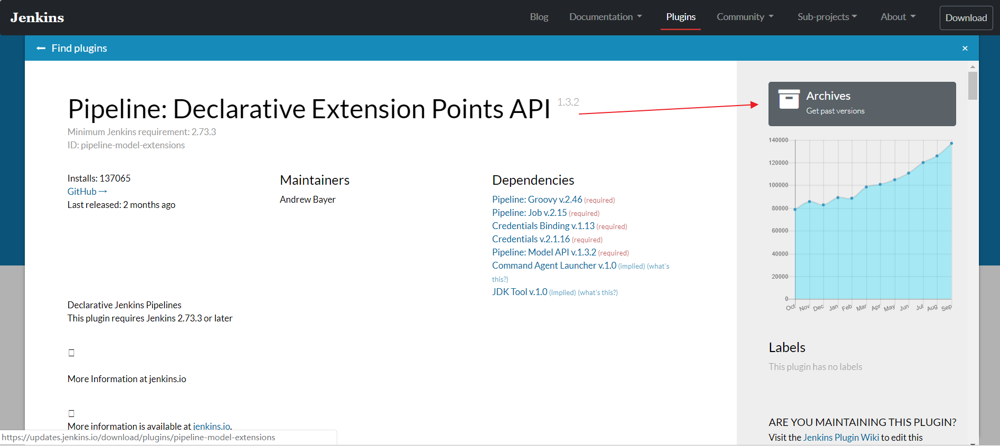 Jenkins
Blog
Documentation
Plugins
Community
Sub-projects
About
Download
Find plugins
×
Pipeline: Declarative Extension Points API 1.3.2
Minimum Jenkins requirement: 2.73.3
ID: pipeline-model-extensions
Installs: 137065
GitHub →
Last released: 2 months ago
Maintainers
Andrew Bayer
Dependencies
Pipeline: Groovy v.2.46 (required)
Pipeline: Job v.2.15 (required)
Credentials Binding v.1.13 (required)
Credentials v.2.1.16 (required)
Pipeline: Model API v.1.3.2 (required)
Command Agent Launcher v.1.0 (implied) (what's
this?)
JDK Tool v.1.0 (implied) (what's this?)
Declarative Jenkins Pipelines
This plugin requires Jenkins 2.73.3 or later
More Information at jenkins.io
More information is available at jenkins.io.
https://updates.jenkins.io/download/plugins/pipeline-model-extensions
Archives
Get past versions
140000
120000
100000
80000
60000
40000
20000
0
Oct Nov Dec Jan Feb Mar Apr May Jun Jul Aug Sep
Labels
This plugin has no labels
ARE YOU MAINTAINING THIS PLUGIN?
Visit the Jenkins Plugin Wiki to edit this